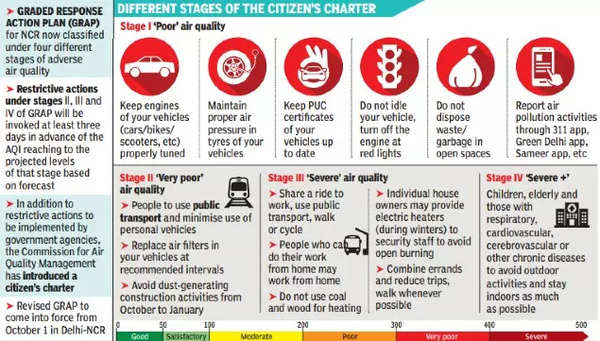 ➤ GRADED RESPONSE
ACTION PLAN (GRAP)
for NCR now classified
under four different
stages of adverse
air quality
➤ Restrictive actions
under stages II, III and
IV of GRAP will be
invoked at least three
days in advance of the
AQI reaching to the
projected levels
of that stage based
on forecast
➤ In addition to
restrictive actions to
be implemented by
government agencies,
the Commission for Air
Quality Management
has introduced a
citizen's charter
➤ Revised GRAP to
come into force from
October 1 in Delhi-NCR
DIFFERENT STAGES OF THE CITIZEN'S CHARTER
Stage I 'Poor' air quality
Keep engines
of your vehicles
(cars/bikes/
scooters, etc)
properly tuned
Maintain
proper air
pressure in
tyres of your
vehicles
Keep PUC
certificates
of your
vehicles up
to date
Do not idle
your vehicle,
turn off the
engine at
red lights
Do not
dispose
waste/
garbage in
open spaces
Report air
pollution activities
through 311 app,
Green Delhi app,
Sameer app, etc
Stage II 'Very poor'
air quality
➤ People to use public
transport and minimise use of
personal vehicles
➤ Replace air filters in
your vehicles at
recommended intervals
➤ Avoid dust-generating
construction activities from
October to January
Stage III 'Severe' air quality
➤ Share a ride to
work, use public
transport, walk
or cycle
➤ People who can
do their work
from home may
work from home
➤ Do not use coal
and wood for heating
➤ Individual house
owners may provide
electric heaters
(during winters) to
security staff to avoid
open burning
➤ Combine errands
and reduce trips,
walk whenever
possible
Stage IV 'Severe +'
Children, elderly and
those with
respiratory,
cardiovascular,
cerebrovascular or
other chronic diseases
to avoid outdoor
activities and stay
indoors as much
as possible
0 50 100 200 300 400 500
Good Satisfactory Moderate Poor Very poor Severe